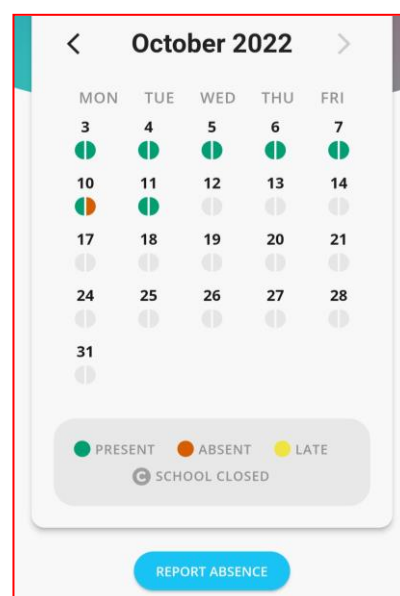 October 2022
MON TUE WED THU FRI
3 4 5 6 7
10 11 12 13 14
17 18 19 20 21
24 25 26 27 28
31
PRESENT ABSENT LATE
C SCHOOL CLOSED
REPORT ABSENCE